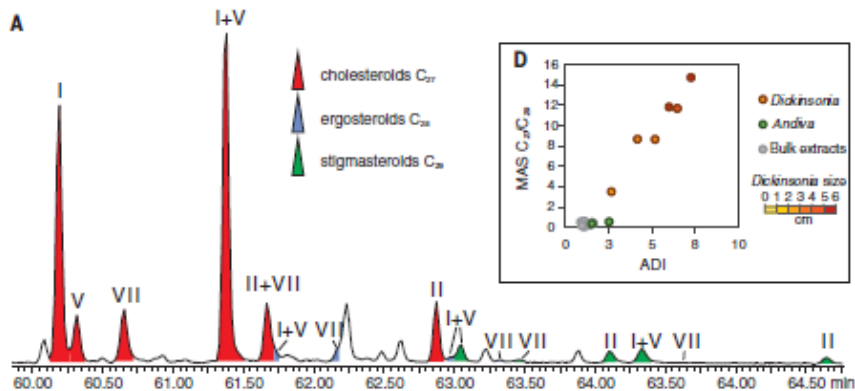 A
I+V
I
V
VII
II+VII
I+V
VII
II
I+V
VII
VII
II
I+V
VII
II
cholesteroids C₂₇
ergosteroids C₂₈
stigmasteroids C₂₉
60.00 60.50 61.00 61.50 62.00 62.50 63.00 63.50 64.00 64.50 min
D
MAS C₂₇/C₂₉
16
14
12
10
8
6
4
2
0
0 3 5 8 10
ADI
Dickinsonia
Andiva
Bulk extracts
Dickinsonia size
0 1 2 3 4 5 6
cm